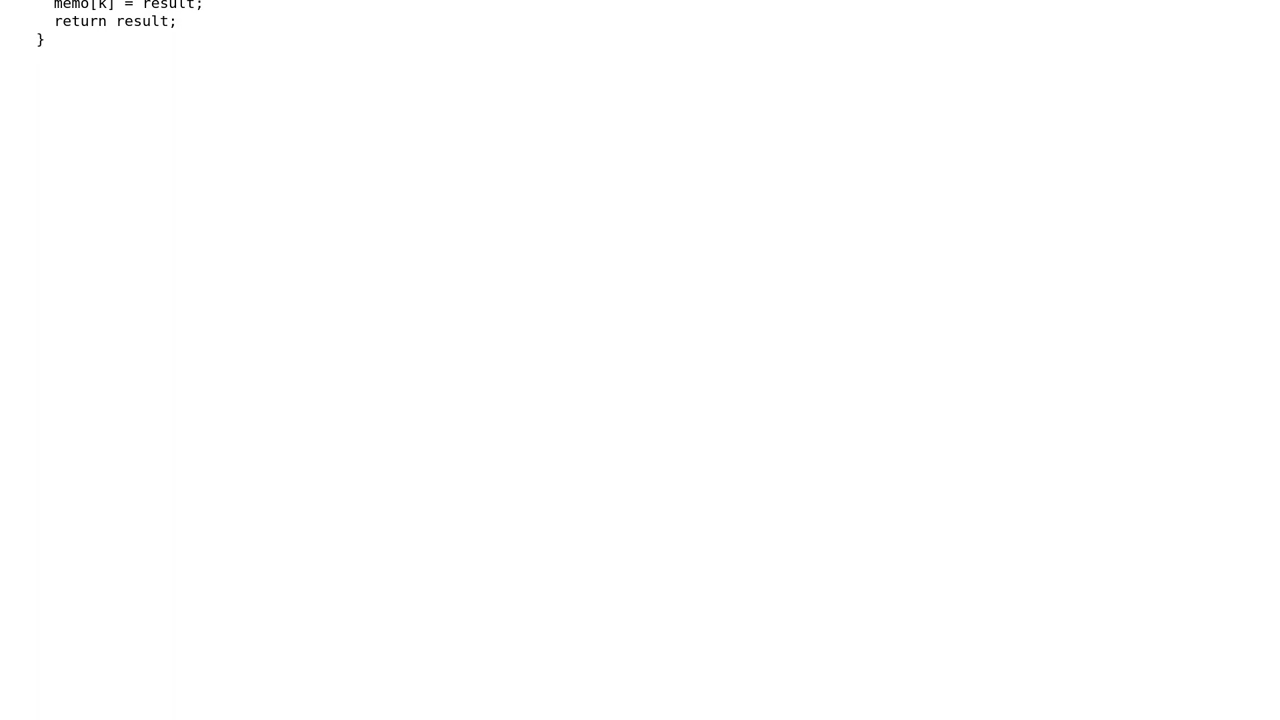 memo[k] = result;
return result;
}